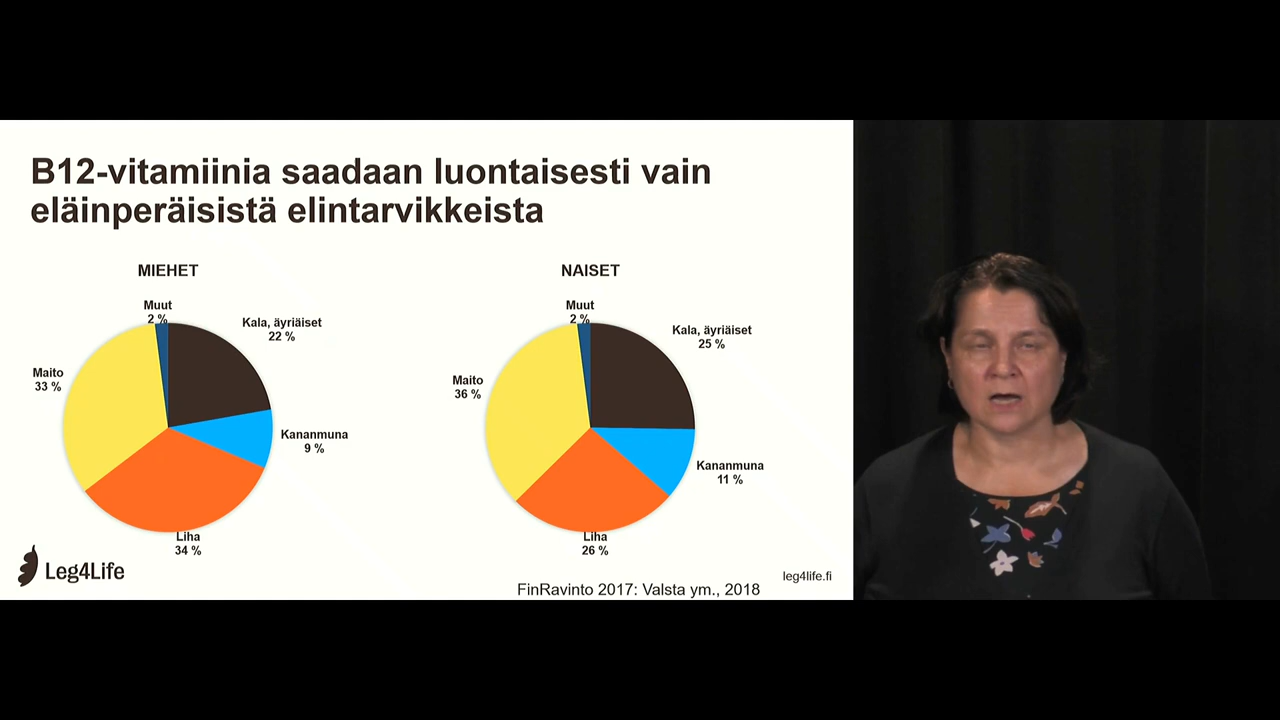 B12-vitamiinia saadaan luontaisesti vain
eläinperäisistä elintarvikkeista
MIEHET
Muut
2 %
Kala, äyriäiset
22 %
Maito
33 %
Kananmuna
9 %
Liha
34 %
NAISET
Muut
2 %
Kala, äyriäiset
25 %
Maito
36 %
Kananmuna
11 %
Liha
26 %
Leg4Life
leg4life.fi
FinRavinto 2017: Valsta ym., 2018